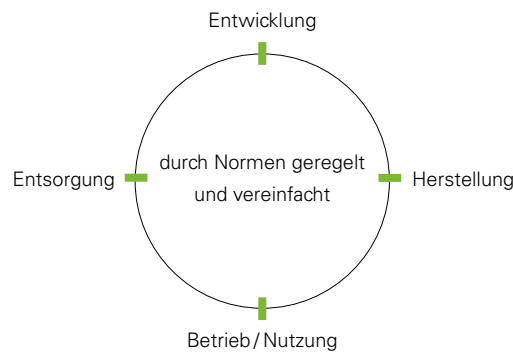 Entwicklung
durch Normen geregelt
und vereinfacht
Entsorgung
Herstellung
Betrieb/Nutzung